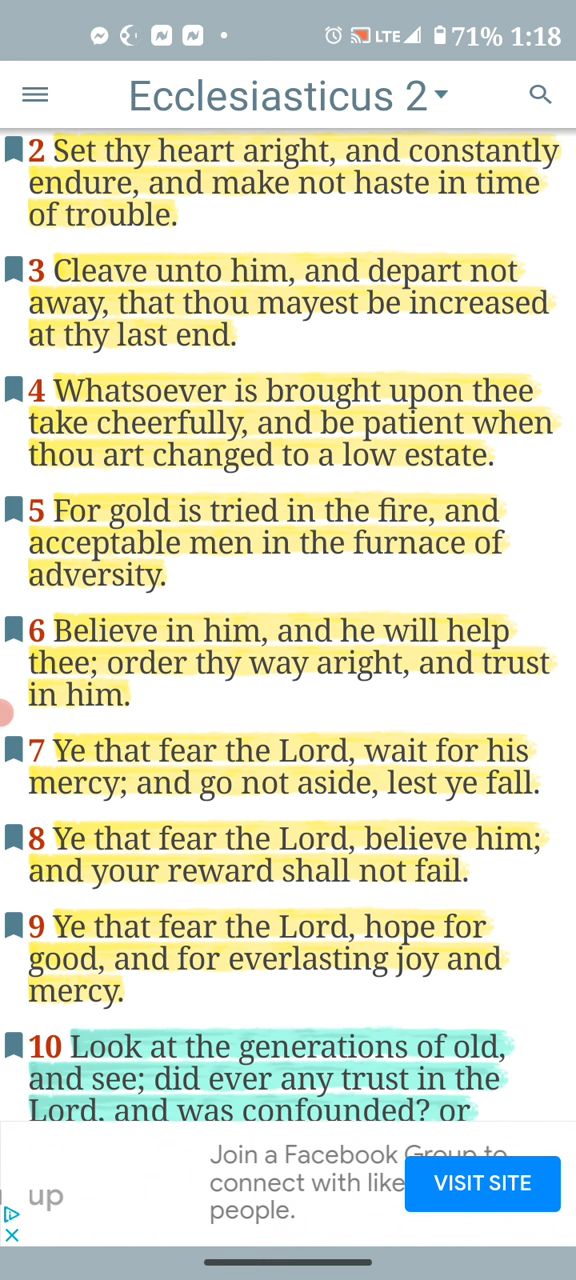 LTE 71% 1:18
Ecclesiasticus 2
2 Set thy heart aright, and constantly
endure, and make not haste in time
of trouble.
3 Cleave unto him, and depart not
away, that thou mayest be increased
at thy last end.
4 Whatsoever is brought upon thee
take cheerfully, and be patient when
thou art changed to a low estate.
5 For gold is tried in the fire, and
acceptable men in the furnace of
adversity.
6 Believe in him, and he will help
thee; order thy way aright, and trust
in him.
7 Ye that fear the Lord, wait for his
mercy; and go not aside, lest ye fall.
8 Ye that fear the Lord, believe him;
and your reward shall not fail.
9 Ye that fear the Lord, hope for
good, and for everlasting joy and
mercy.
10 Look at the generations of old,
and see; did ever any trust in the
Lord, and was confounded? or
up
Join a Facebook Group to
connect with like
people.
VISIT SITE